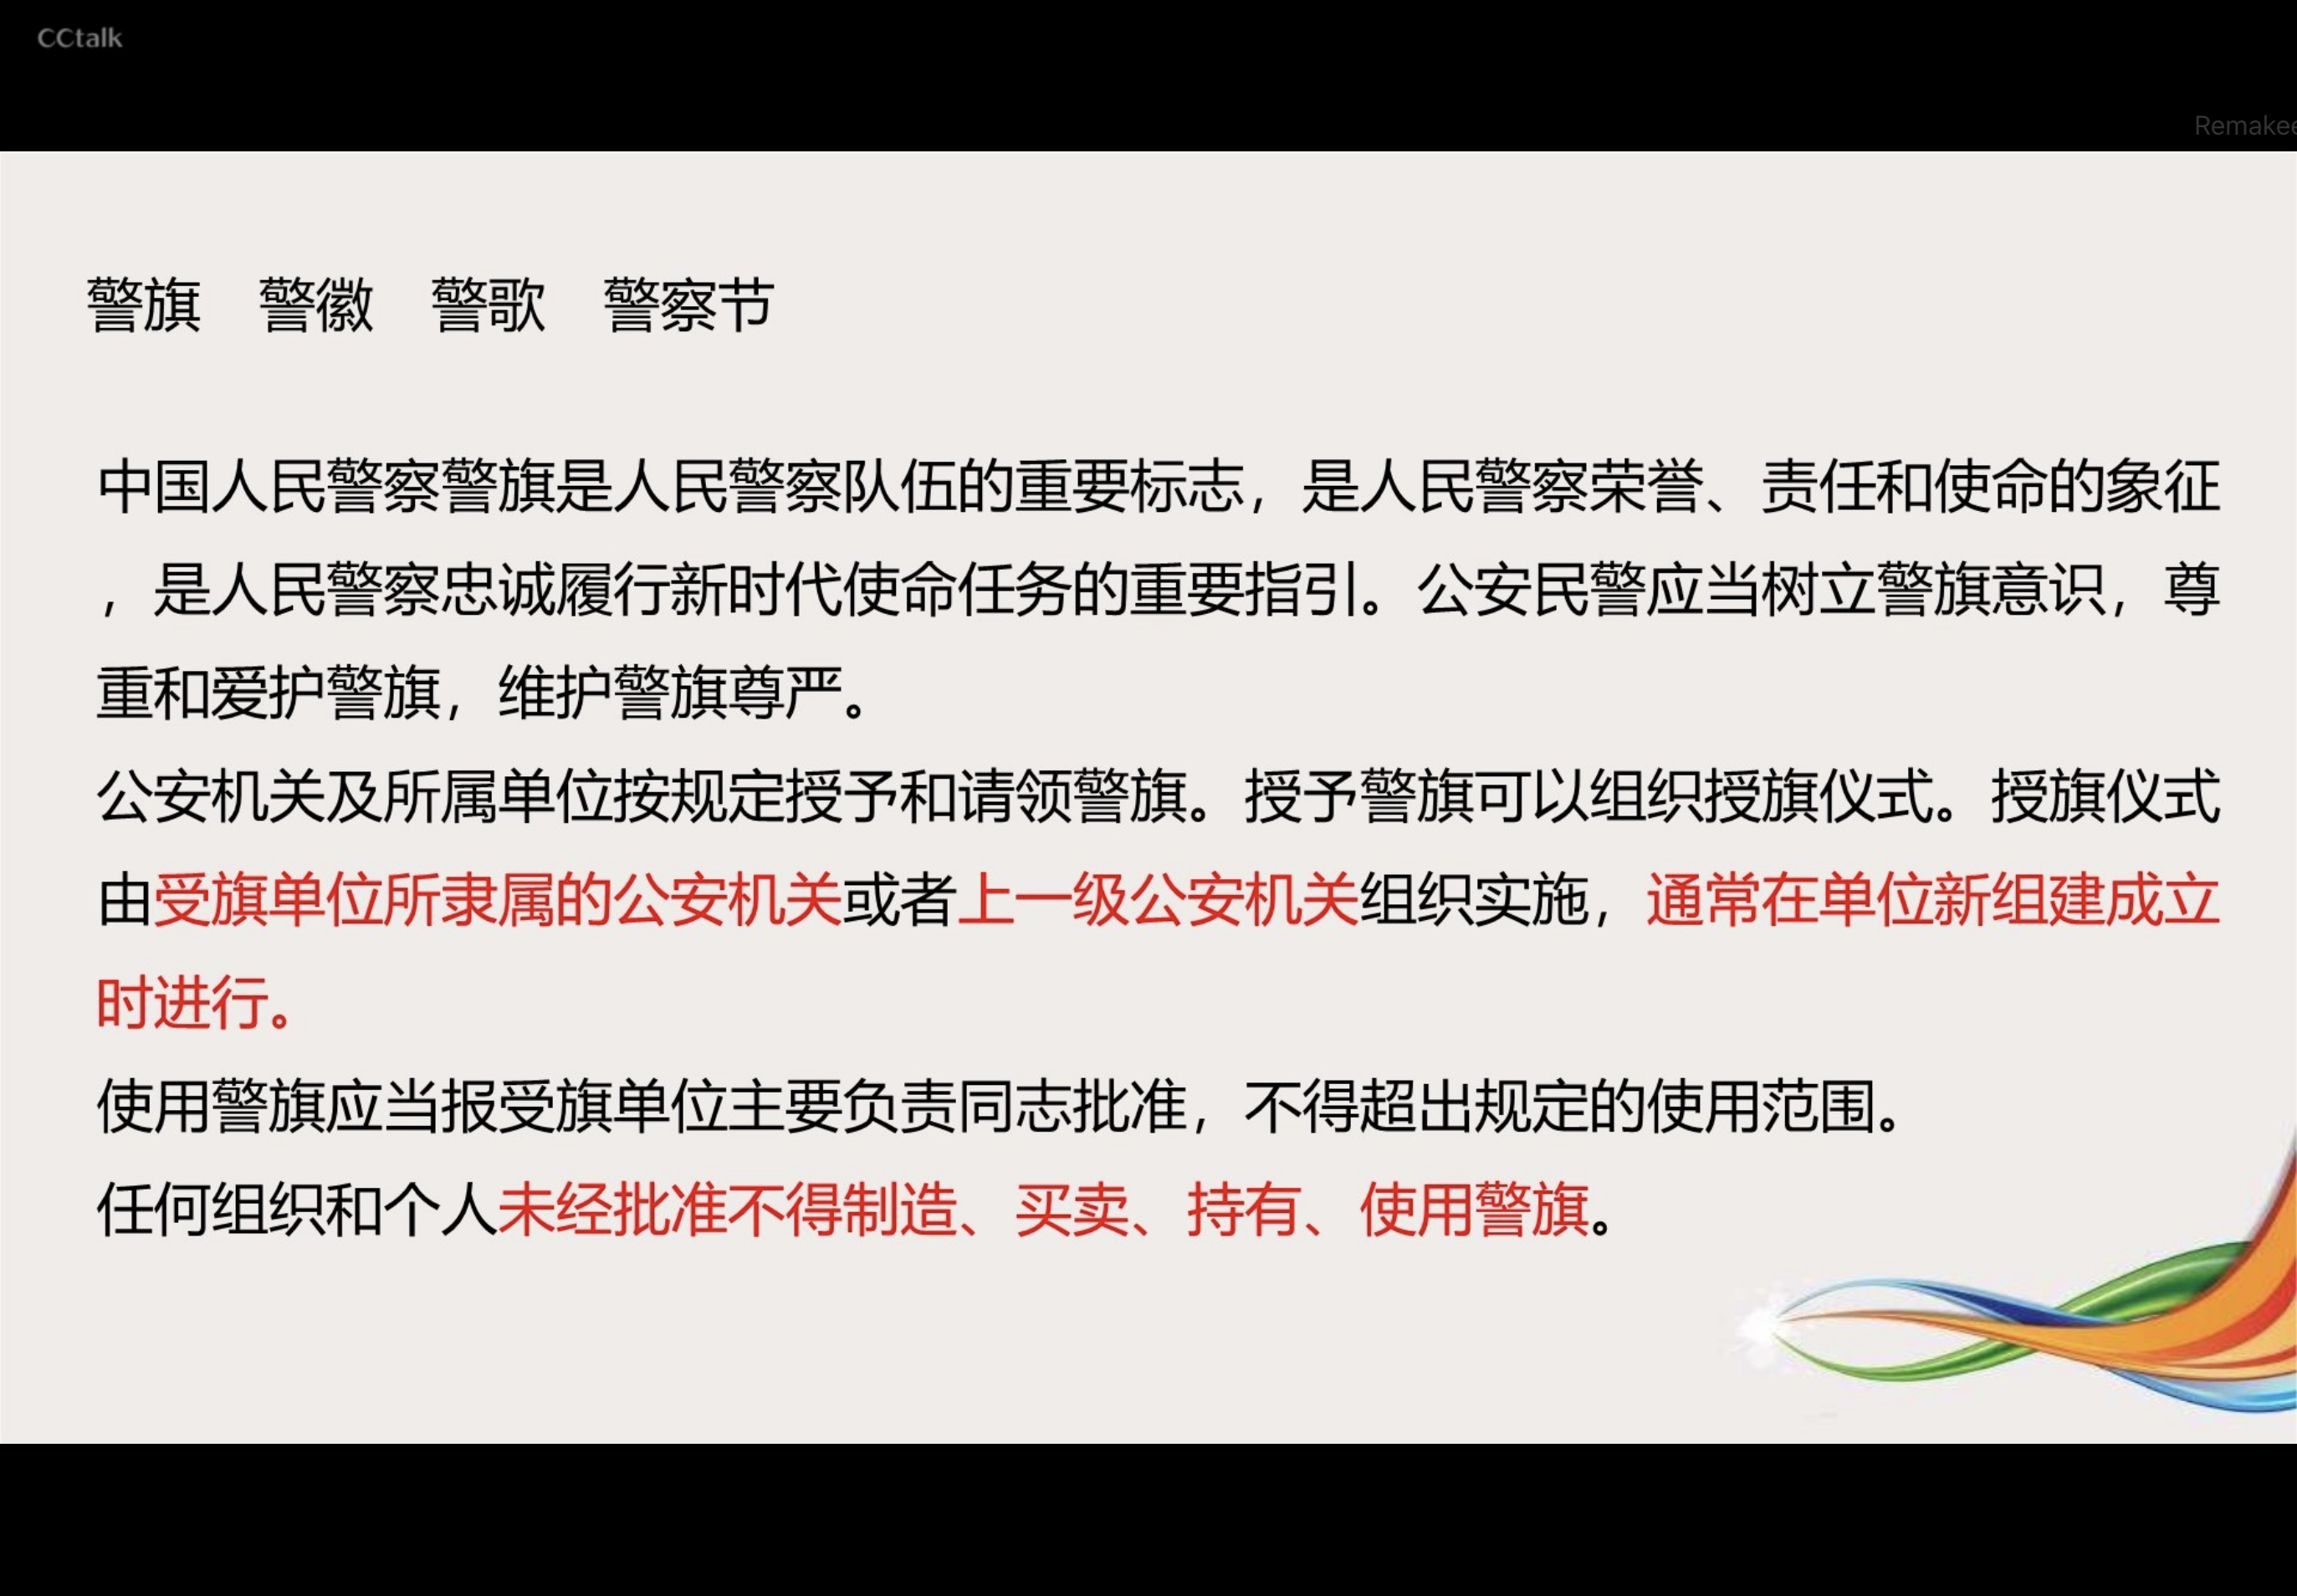 CCtalk
Remakee
警旗 警徽 警歌 警察节
中国人民警察警旗是人民警察队伍的重要标志，是人民警察荣誉、责任和使命的象征
，是人民警察忠诚履行新时代使命任务的重要指引。公安民警应当树立警旗意识，尊
重和爱护警旗，维护警旗尊严。
公安机关及所属单位按规定授予和请领警旗。授予警旗可以组织授旗仪式。授旗仪式
由受旗单位所隶属的公安机关或者上一级公安机关组织实施，通常在单位新组建成立
时进行。
使用警旗应当报受旗单位主要负责同志批准，不得超出规定的使用范围。
任何组织和个人未经批准不得制造、买卖、持有、使用警旗。